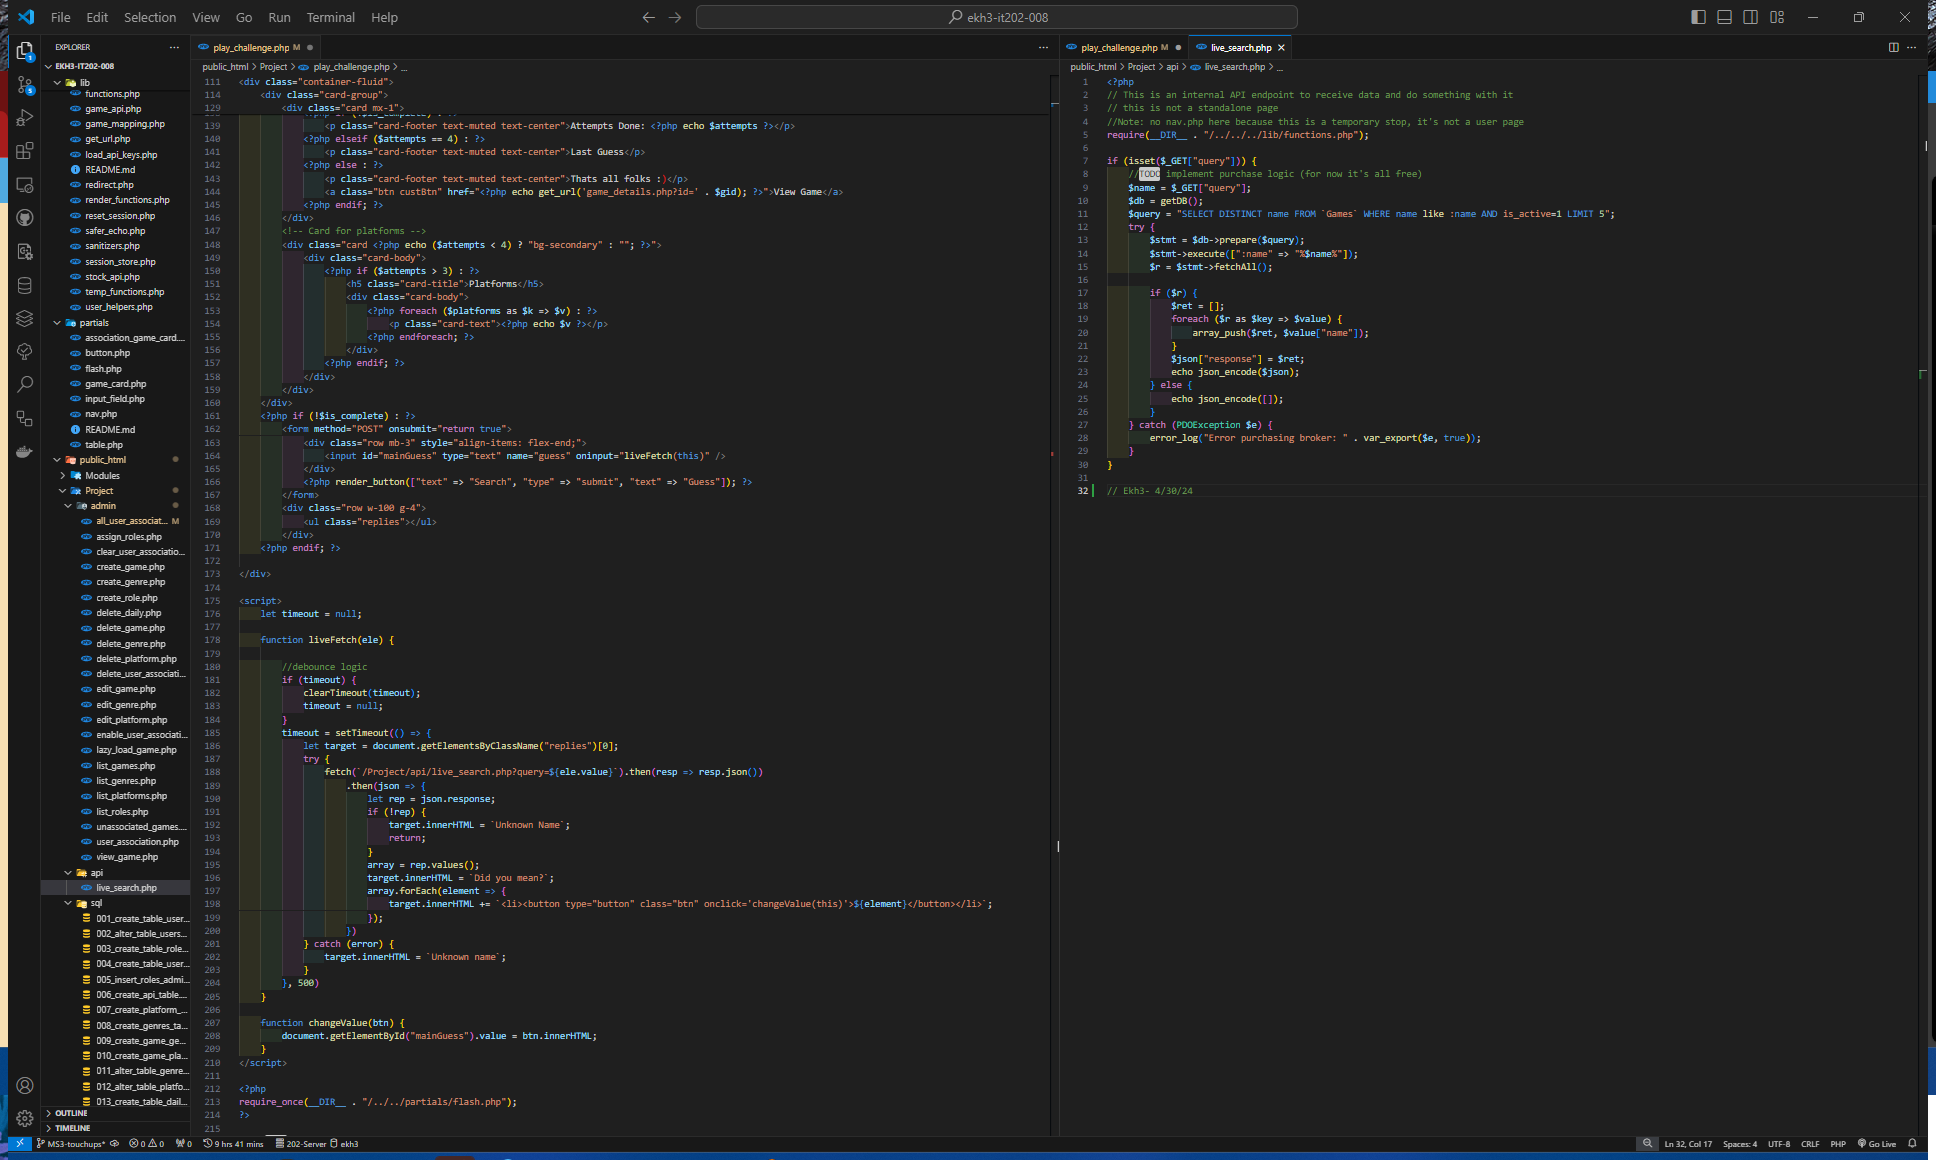 File Edit Selection View Go Run Terminal Help
ekh3-it202-008
EXPLORER
EKH3-IT202-008
lib
functions.php
game_api.php
game_mapping.php
get_url.php
load_api_keys.php
README.md
redirect.php
render_functions.php
reset_session.php
safer_echo.php
sanitizers.php
session_store.php
stock_api.php
temp_functions.php
user_helpers.php
partials
association_game_card....
button.php
flash.php
game_card.php
input_field.php
nav.php
README.md
table.php
public_html
Modules
Project
admin
all_user_associat... M
assign_roles.php
clear_user_associatio...
create_game.php
create_genre.php
create_role.php
delete_daily.php
delete_game.php
delete_genre.php
delete_platform.php
delete_user_associati...
edit_game.php
edit_genre.php
edit_platform.php
enable_user_associati...
lazy_load_game.php
list_games.php
list_genres.php
list_platforms.php
list_roles.php
unassociated_games....
user_association.php
view_game.php
api
live_search.php
sql
001_create_table_user...
002_alter_table_users...
003_create_table_role...
004_create_table_user...
005_insert_roles_admi...
006_create_api_table....
007_create_platform_...
008_create_genres_ta...
009_create_game_ge...
010_create_game_pla...
011_alter_table_genre...
012_alter_table_platfo...
013_create_table_dail...
OUTLINE
TIMELINE
play_challenge.php M
public_html > Project > play_challenge.php > ...
111 <div class="container-fluid">
114 <div class="card-group">
129 <div class="card mx-1">
139 <p class="card-footer text-muted text-center">Attempts Done: <?php echo $attempts ?></p>
140 <?php elseif ($attempts == 4) : ?>
141 <p class="card-footer text-muted text-center">Last Guess</p>
142 <?php else : ?>
143 <p class="card-footer text-muted text-center">Thats all folks :)</p>
144 <a class="btn custBtn" href="<?php echo get_url('game_details.php?id=' . $gid); ?>">View Game</a>
145 <?php endif; ?>
146 </div>
147 <!-- Card for platforms -->
148 <div class="card <?php echo ($attempts < 4) ? "bg-secondary" : ""; ?>">
149 <div class="card-body">
150 <?php if ($attempts > 3) : ?>
151 <h5 class="card-title">Platforms</h5>
152 <div class="card-body">
153 <?php foreach ($platforms as $k => $v) : ?>
154 <p class="card-text"><?php echo $v ?></p>
155 <?php endforeach; ?>
156 </div>
157 <?php endif; ?>
158 </div>
159 </div>
160 </div>
161 <?php if (!$is_complete) : ?>
162 <form method="POST" onsubmit="return true">
163 <div class="row mb-3" style="align-items: flex-end;">
164 <input id="mainGuess" type="text" name="guess" oninput="liveFetch(this)" />
165 </div>
166 <?php render_button(["text" => "Search", "type" => "submit", "text" => "Guess"]); ?>
167 </form>
168 <div class="row w-100 g-4">
169 <ul class="replies"></ul>
170 </div>
171 <?php endif; ?>
172
173 </div>
174
175 <script>
176 let timeout = null;
177
178 function liveFetch(ele) {
179
180 //debounce logic
181 if (timeout) {
182 clearTimeout(timeout);
183 timeout = null;
184 }
185 timeout = setTimeout(() => {
186 let target = document.getElementsByClassName("replies")[0];
187 try {
188 fetch(`/Project/api/live_search.php?query=${ele.value}`).then(resp => resp.json())
189 .then(json => {
190 let rep = json.response;
191 if (!rep) {
192 target.innerHTML = `Unknown Name`;
193 return;
194 }
195 array = rep.values();
196 target.innerHTML = `Did you mean?`;
197 array.forEach(element => {
198 target.innerHTML += `<li><button type="button" class="btn" onclick='changeValue(this)'>${element}</button></li>`;
199 });
200 })
201 } catch (error) {
202 target.innerHTML = `Unknown name`;
203 }
204 }, 500)
205 }
206
207 function changeValue(btn) {
208 document.getElementById("mainGuess").value = btn.innerHTML;
209 }
210 </script>
211
212 <?php
213 require_once(__DIR__ . "/../../partials/flash.php");
214 ?>
215
play_challenge.php M live_search.php
public_html > Project > api > live_search.php > ...
1 <?php
2 // This is an internal API endpoint to receive data and do something with it
3 // this is not a standalone page
4 //Note: no nav.php here because this is a temporary stop, it's not a user page
5 require(__DIR__ . "/../../../lib/functions.php");
6
7 if (isset($_GET["query"])) {
8 //TODO implement purchase logic (for now it's all free)
9 $name = $_GET["query"];
10 $db = getDB();
11 $query = "SELECT DISTINCT name FROM `Games` WHERE name like :name AND is_active=1 LIMIT 5";
12 try {
13 $stmt = $db->prepare($query);
14 $stmt->execute([":name" => "%$name%"]);
15 $r = $stmt->fetchAll();
16
17 if ($r) {
18 $ret = [];
19 foreach ($r as $key => $value) {
20 array_push($ret, $value["name"]);
21 }
22 $json["response"] = $ret;
23 echo json_encode($json);
24 } else {
25 echo json_encode([]);
26 }
27 } catch (PDOException $e) {
28 error_log("Error purchasing broker: " . var_export($e, true));
29 }
30 }
31
32 // Ekh3- 4/30/24
MS3-touchups* 0 0 0 9 hrs 41 mins 202-Server ekh3
Ln 32, Col 17 Spaces: 4 UTF-8 CRLF PHP Go Live